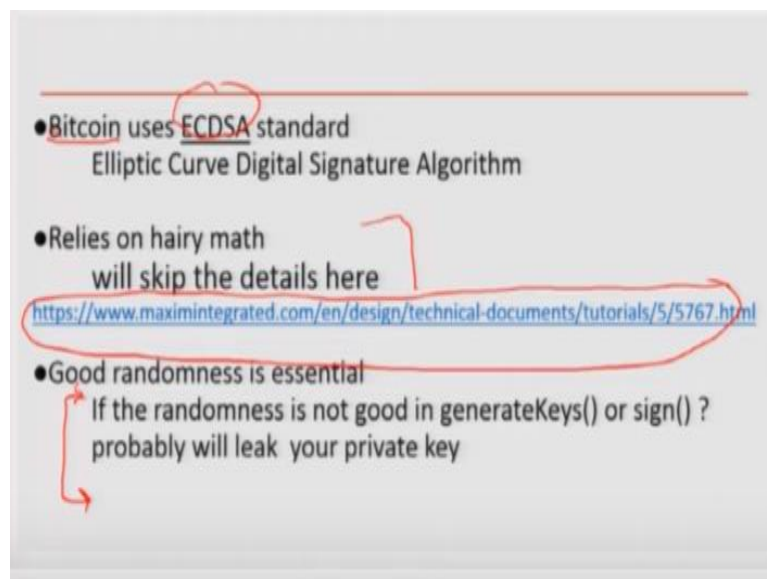 ●Bitcoin uses ECDSA standard
Elliptic Curve Digital Signature Algorithm
●Relies on hairy math
will skip the details here
https://www.maximintegrated.com/en/design/technical-documents/tutorials/5/5767.html
●Good randomness is essential
If the randomness is not good in generateKeys() or sign() ?
probably will leak your private key